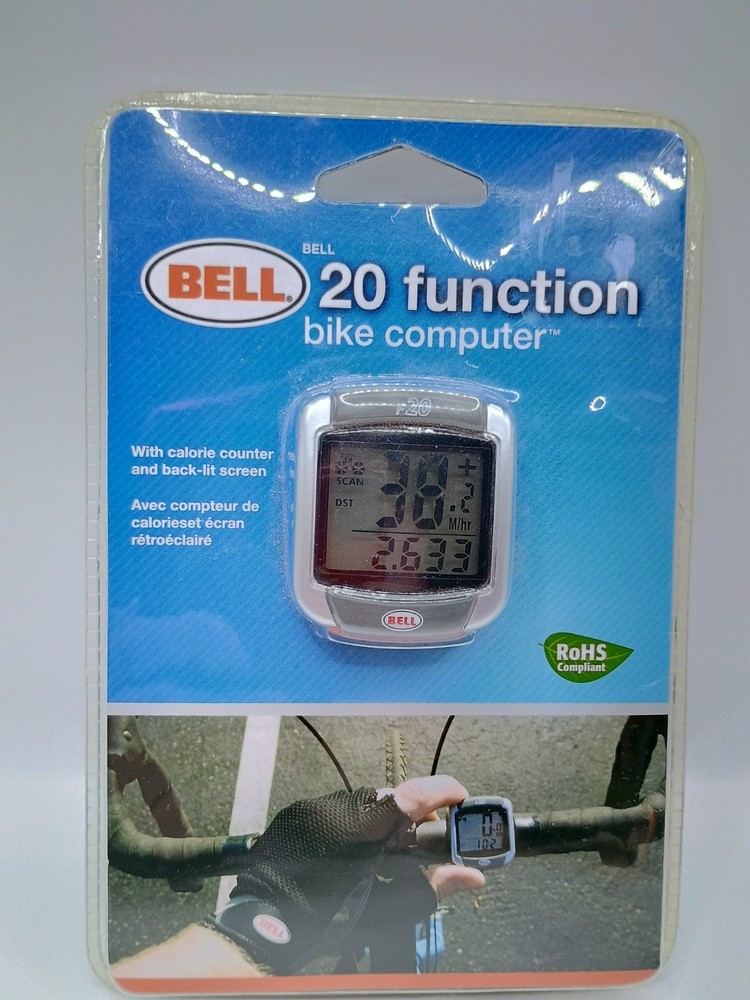 BELL
BELL®
20 function
bike computer™
F20
With calorie counter
and back-lit screen
Avec compteur de
calorieset écran
rétroéclairé
SCAN
38.2
+
DST
M/hr
2.633
BELL
RoHS
Compliant
BELL